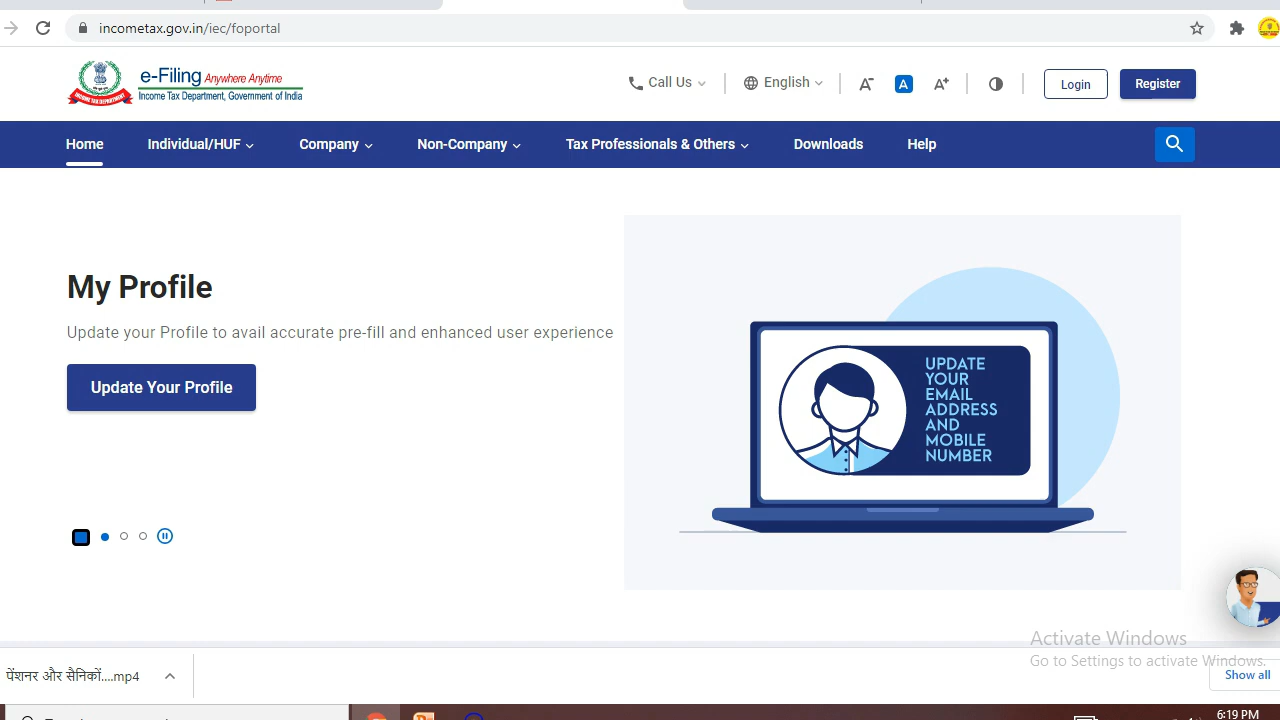 incometax.gov.in/iec/foportal
e-Filing Anywhere Anytime
Income Tax Department, Government of India
INCOME TAX DEPARTMENT
Call Us
English
A-
A
A+
Login
Register
Home
Individual/HUF
Company
Non-Company
Tax Professionals & Others
Downloads
Help
My Profile
Update your Profile to avail accurate pre-fill and enhanced user experience
Update Your Profile
UPDATE
YOUR
EMAIL
ADDRESS
AND
MOBILE
NUMBER
Activate Windows
Go to Settings to activate Windows.
पेंशनर और सैनिकों....mp4
Show all
6:19 PM